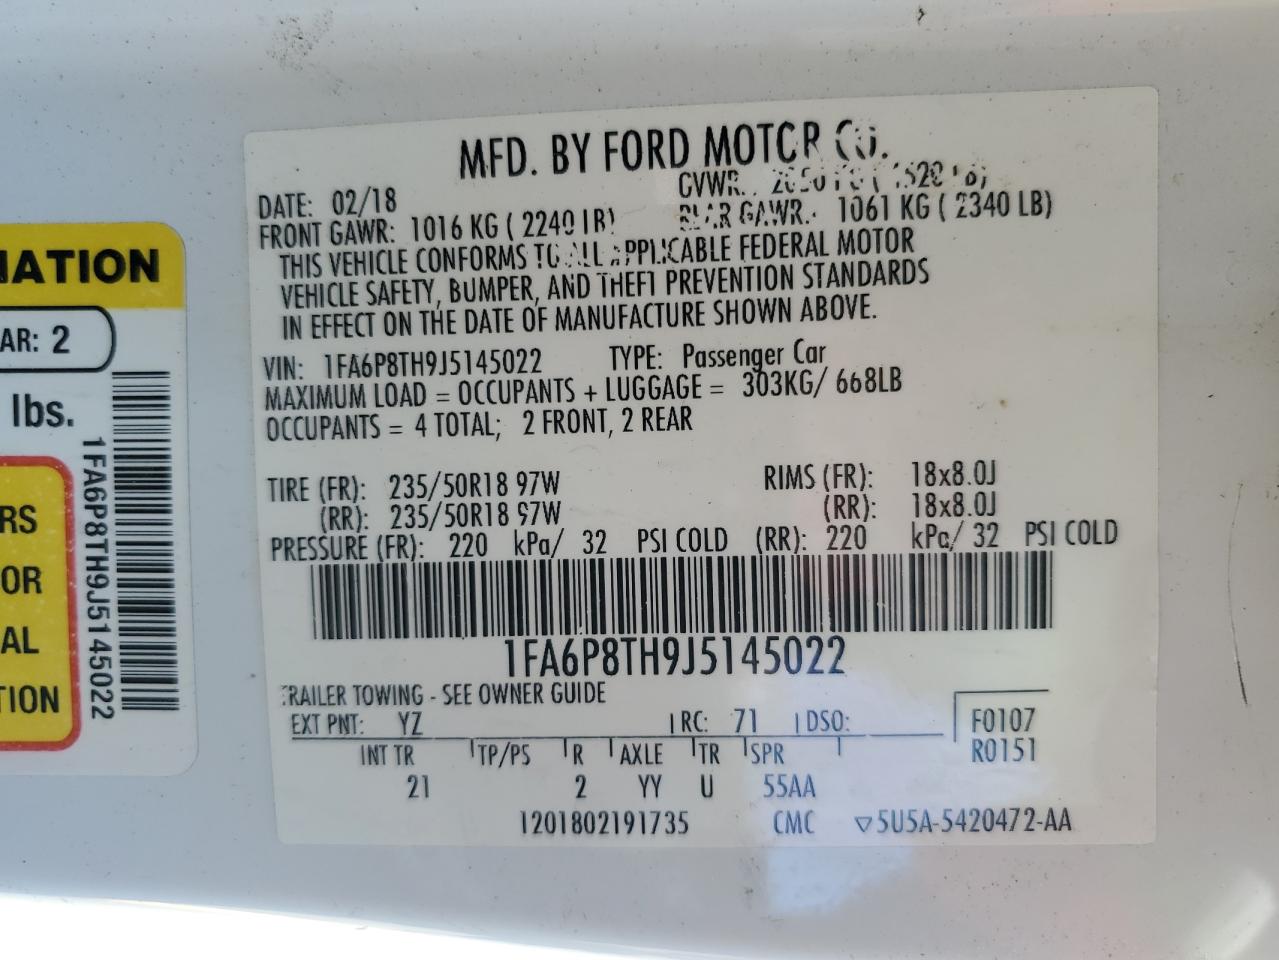 MFD. BY FORD MOTOR CO.
DATE: 02/18 GVWR:
FRONT GAWR: 1016 KG ( 2240 LB) REAR GAWR: 1061 KG ( 2340 LB)
THIS VEHICLE CONFORMS TO ALL APPLICABLE FEDERAL MOTOR
VEHICLE SAFETY, BUMPER, AND THEFT PREVENTION STANDARDS
IN EFFECT ON THE DATE OF MANUFACTURE SHOWN ABOVE.
VIN: 1FA6P8TH9J5145022 TYPE: Passenger Car
MAXIMUM LOAD = OCCUPANTS + LUGGAGE = 303KG/ 668LB
OCCUPANTS = 4 TOTAL; 2 FRONT, 2 REAR
TIRE (FR): 235/50R18 97W RIMS (FR): 18x8.0J
(RR): 235/50R18 97W (RR): 18x8.0J
PRESSURE (FR): 220 kPa/ 32 PSI COLD (RR): 220 kPa/ 32 PSI COLD
1FA6P8TH9J5145022
TRAILER TOWING - SEE OWNER GUIDE
EXT PNT: YZ RC: 71 DSO: F0107
R0151
INT TR TP/PS R AXLE TR SPR
21 2 YY U 55AA
1201802191735 CMC ▽5U5A-5420472-AA
IATION
AR: 2
lbs.
1FA6P8TH9J5145022
RS
OR
AL
TION